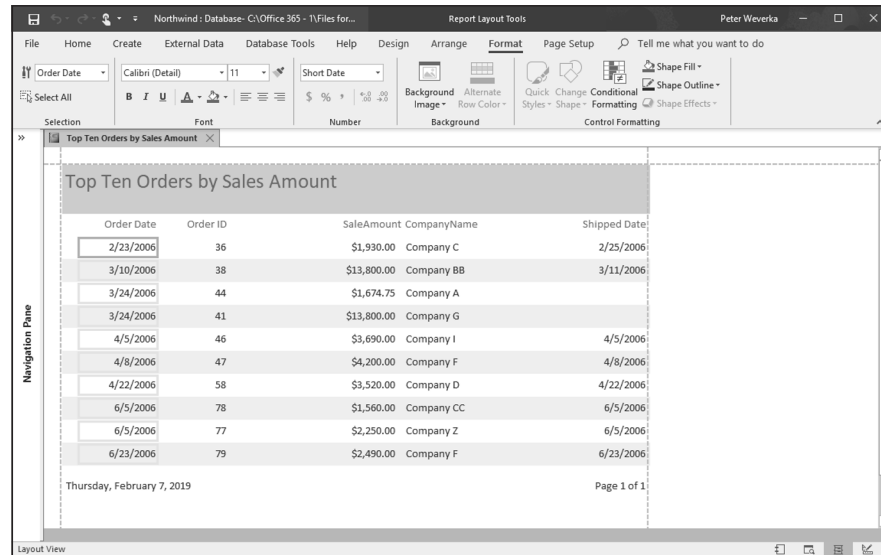 Northwind : Database- C:\Office 365 - 1\Files for...
Report Layout Tools
Peter Weverka
File Home Create External Data Database Tools Help Design Arrange Format Page Setup Tell me what you want to do
Order Date
Select All
Selection
Calibri (Detail) 11
B I U A
Font
Short Date
$ % , .00
Number
Background Image
Alternate Row Color
Background
Quick Styles
Change Shape
Conditional Formatting
Shape Fill
Shape Outline
Shape Effects
Control Formatting
»
Top Ten Orders by Sales Amount
Navigation Pane
Top Ten Orders by Sales Amount
Order Date Order ID SaleAmount CompanyName Shipped Date
2/23/2006 36 $1,930.00 Company C 2/25/2006
3/10/2006 38 $13,800.00 Company BB 3/11/2006
3/24/2006 44 $1,674.75 Company A
3/24/2006 41 $13,800.00 Company G
4/5/2006 46 $3,690.00 Company I 4/5/2006
4/8/2006 47 $4,200.00 Company F 4/8/2006
4/22/2006 58 $3,520.00 Company D 4/22/2006
6/5/2006 78 $1,560.00 Company CC 6/5/2006
6/5/2006 77 $2,250.00 Company Z 6/5/2006
6/23/2006 79 $2,490.00 Company F 6/23/2006
Thursday, February 7, 2019 Page 1 of 1
Layout View